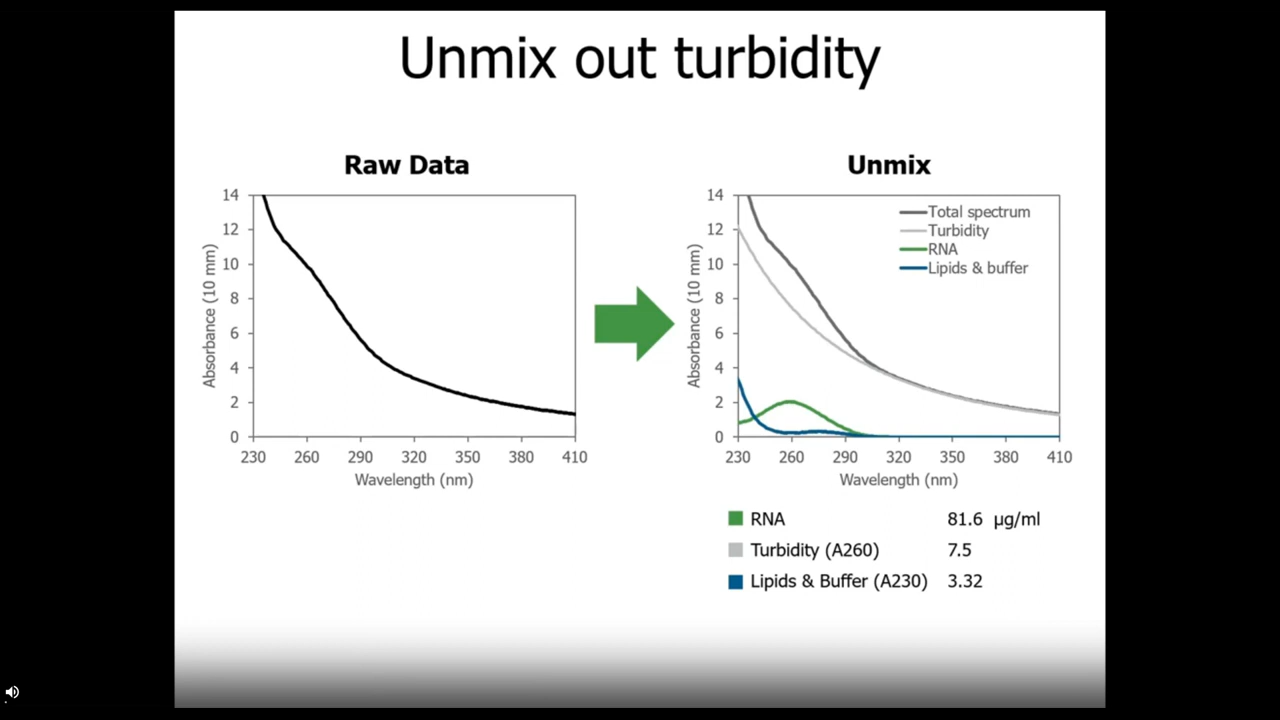 Unmix out turbidity
Raw Data
14
12
10
8
6
4
2
0
Absorbance (10 mm)
230 260 290 320 350 380 410
Wavelength (nm)
Unmix
14
12
10
8
6
4
2
0
Absorbance (10 mm)
Total spectrum
Turbidity
RNA
Lipids & buffer
230 260 290 320 350 380 410
Wavelength (nm)
RNA 81.6 µg/ml
Turbidity (A260) 7.5
Lipids & Buffer (A230) 3.32